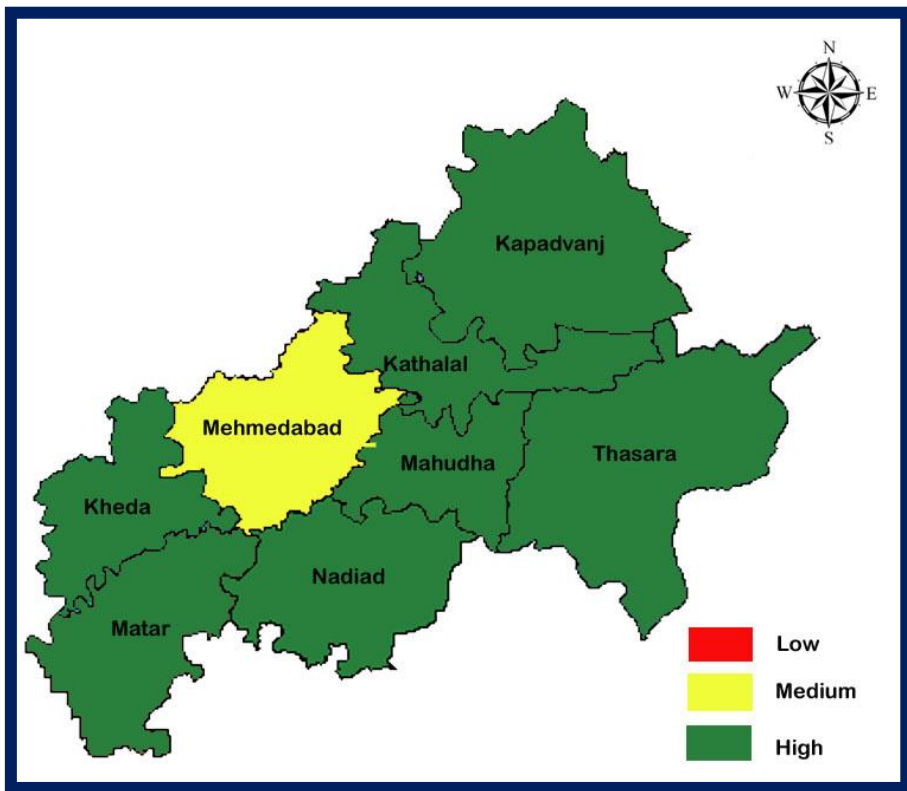 N
W E
S
Kapadvanj
Kathalal
Mehmedabad
Mahudha
Thasara
Kheda
Nadiad
Matar
Low
Medium
High